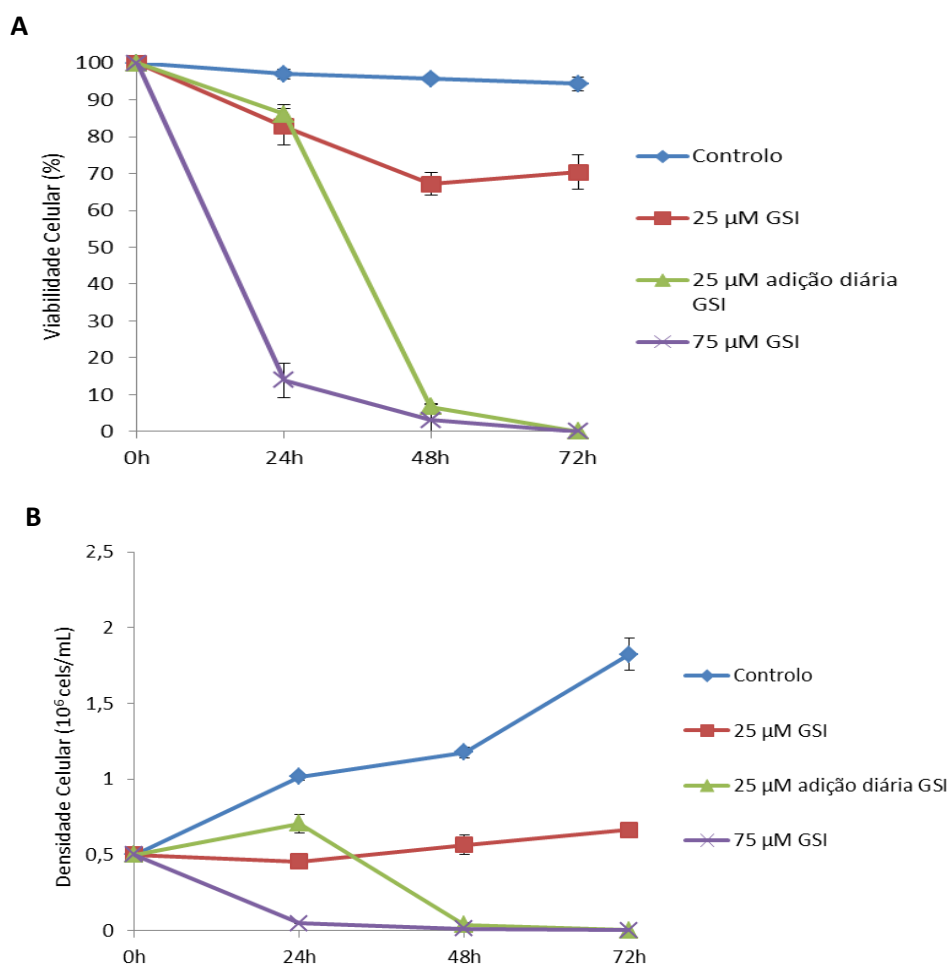 A
Viabilidade Celular (%)
100
90
80
70
60
50
40
30
20
10
0
0h 24h 48h 72h
Controlo
25 µM GSI
25 µM adição diária
GSI
75 µM GSI
B
Densidade Celular (10⁶ cels/mL)
2,5
2
1,5
1
0,5
0
0h 24h 48h 72h
Controlo
25 µM GSI
25 µM adição diária GSI
75 µM GSI